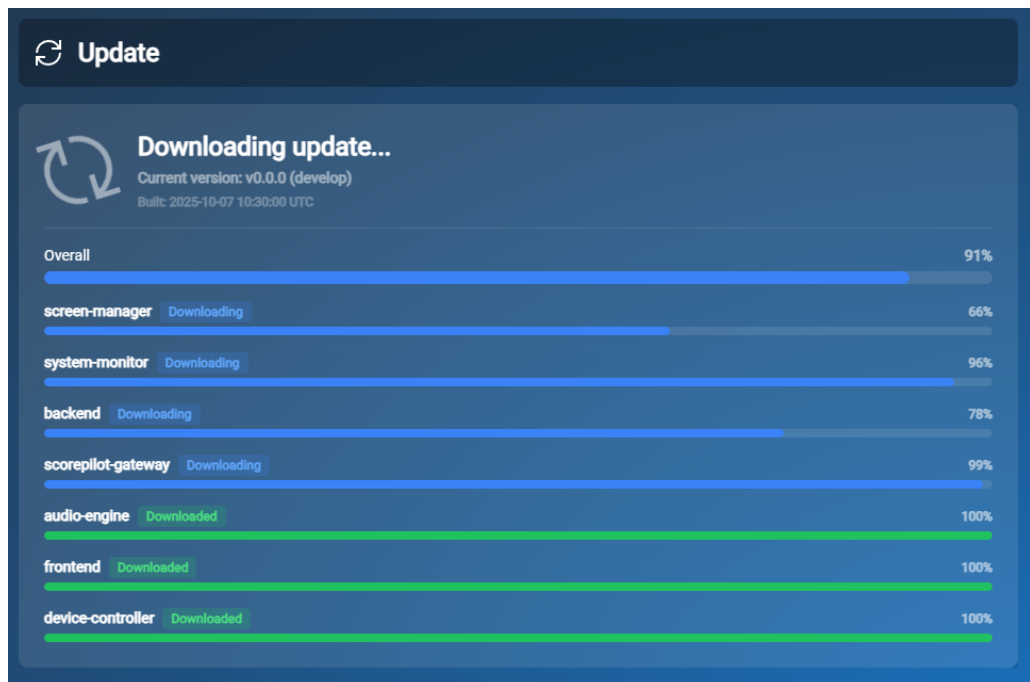 Update
Downloading update...
Current version: v0.0.0 (develop)
Built: 2025-10-07 10:30:00 UTC
Overall 91%
screen-manager Downloading 66%
system-monitor Downloading 96%
backend Downloading 78%
scorepilot-gateway Downloading 99%
audio-engine Downloaded 100%
frontend Downloaded 100%
device-controller Downloaded 100%